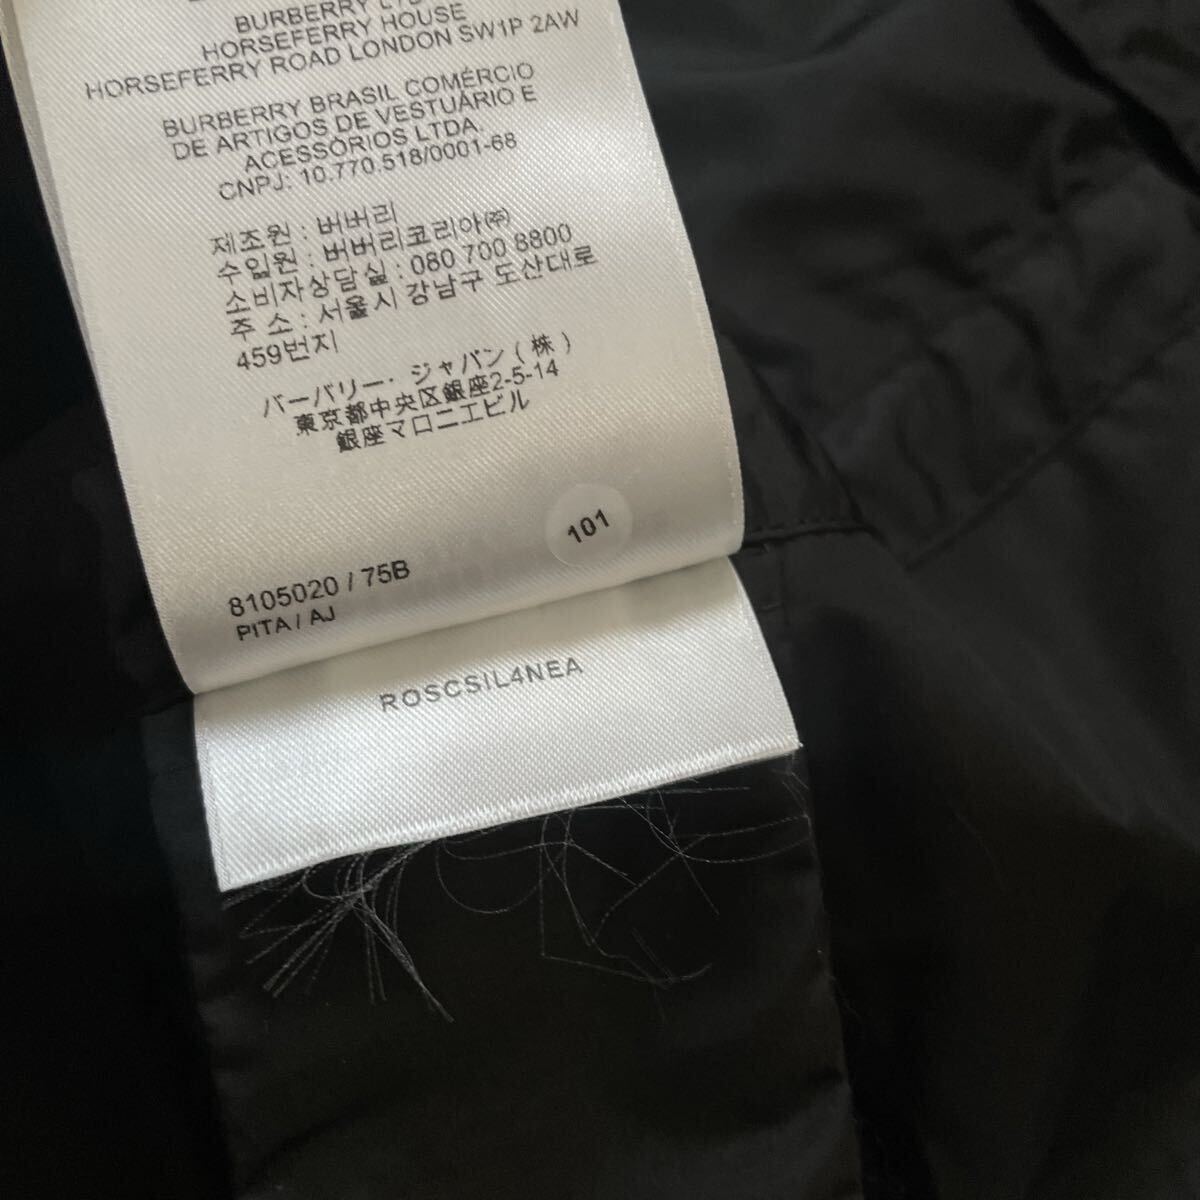 BURBERRY LTD
HORSEFERRY HOUSE
HORSEFERRY ROAD LONDON SW1P 2AW
BURBERRY BRASIL COMÉRCIO
DE ARTIGOS DE VESTUÁRIO E
ACESSÓRIOS LTDA.
CNPJ: 10.770.518/0001-68
제조원 : 버버리
수입원 : 버버리코리아㈜
소비자상담실 : 080 700 8800
주 소 : 서울시 강남구 도산대로
459번지
バーバリー・ジャパン(株)
東京都中央区銀座2-5-14
銀座マロニエビル
101
8105020 / 75B
PITA / AJ
ROSCSIL4NEA